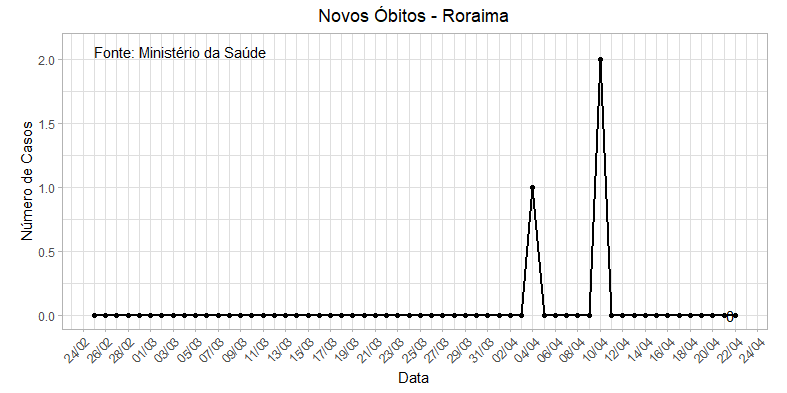 Novos Óbitos - Roraima
Fonte: Ministério da Saúde
Número de Casos
2.0
1.5
1.0
0.5
0.0
0
24/02 26/02 28/02 01/03 03/03 05/03 07/03 09/03 11/03 13/03 15/03 17/03 19/03 21/03 23/03 25/03 27/03 29/03 31/03 02/04 04/04 06/04 08/04 10/04 12/04 14/04 16/04 18/04 20/04 22/04 24/04
Data